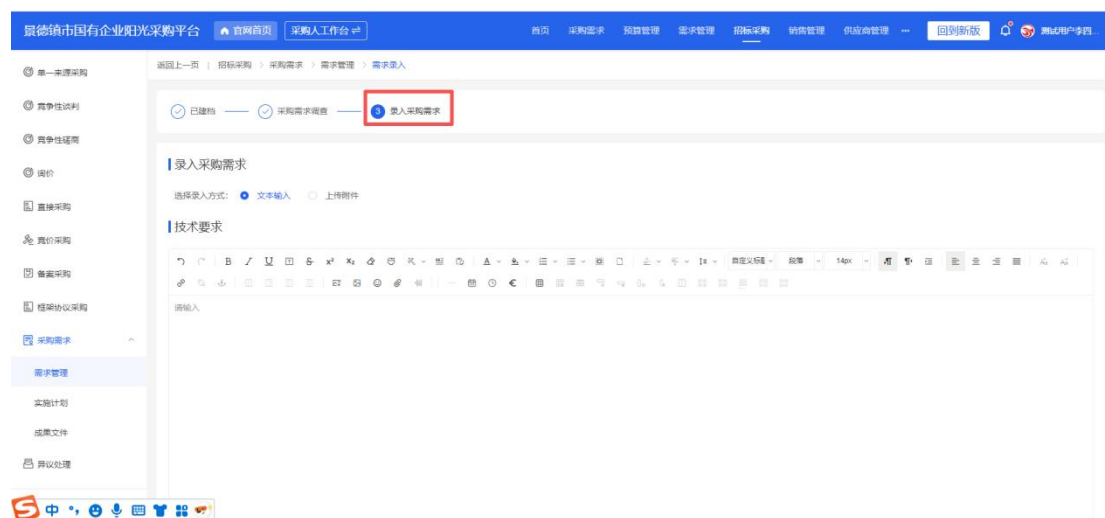 景德镇市国有企业阳光采购平台 官网首页 采购人工作台 首页 采购需求 预算管理 需求管理 招标采购 销售管理 供应商管理 ... 回到新版 测试用户李四...
单一来源采购
返回上一页 | 招标采购 > 采购需求 > 需求管理 > 需求录入
竞争性谈判
已建档 采购需求调查 3 录入采购需求
竞争性磋商
录入采购需求
询价
选择录入方式: 文本输入 上传附件
直接采购
技术要求
竞价采购
自定义标题 段落 14px
备案采购
请输入
框架协议采购
采购需求
需求管理
实施计划
成果文件
异议处理
中